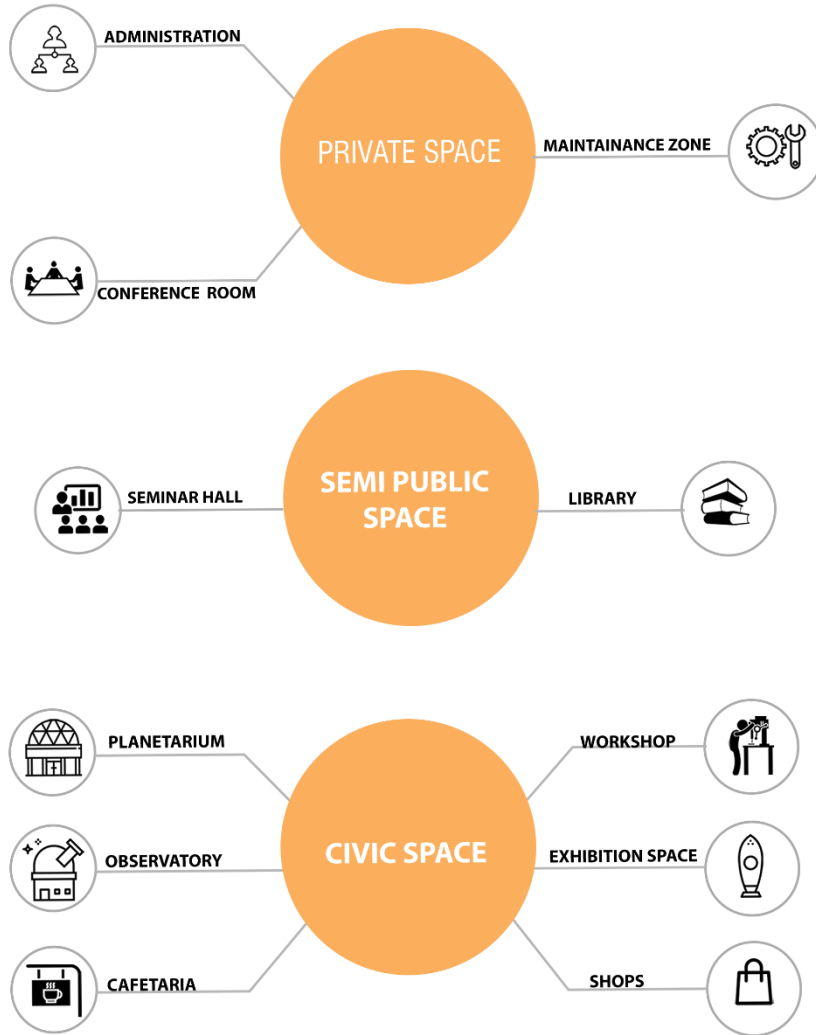 ADMINISTRATION
PRIVATE SPACE
MAINTAINANCE ZONE
CONFERENCE ROOM
SEMINAR HALL
SEMI PUBLIC
SPACE
LIBRARY
PLANETARIUM
WORKSHOP
OBSERVATORY
CIVIC SPACE
EXHIBITION SPACE
CAFETARIA
SHOPS